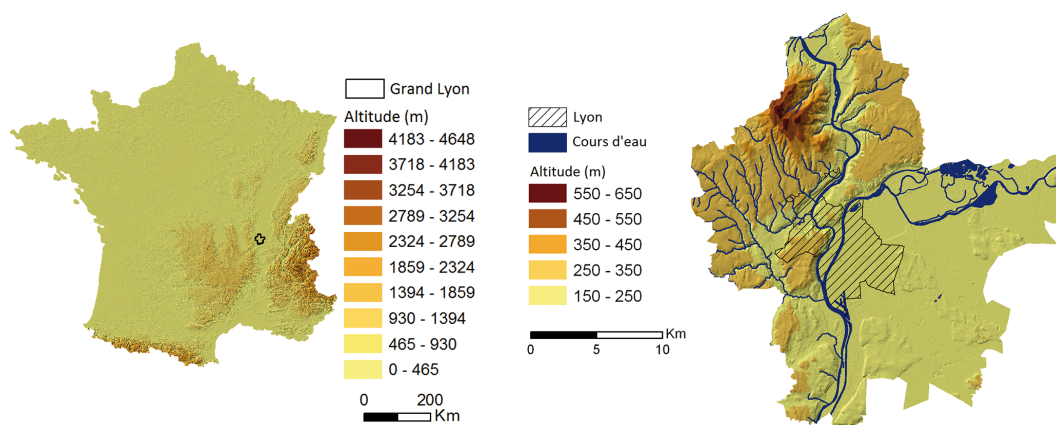 Grand Lyon
Altitude (m)
4183 - 4648
3718 - 4183
3254 - 3718
2789 - 3254
2324 - 2789
1859 - 2324
1394 - 1859
930 - 1394
465 - 930
0 - 465
0 200
Km
Lyon
Cours d'eau
Altitude (m)
550 - 650
450 - 550
350 - 450
250 - 350
150 - 250
Km
0 5 10